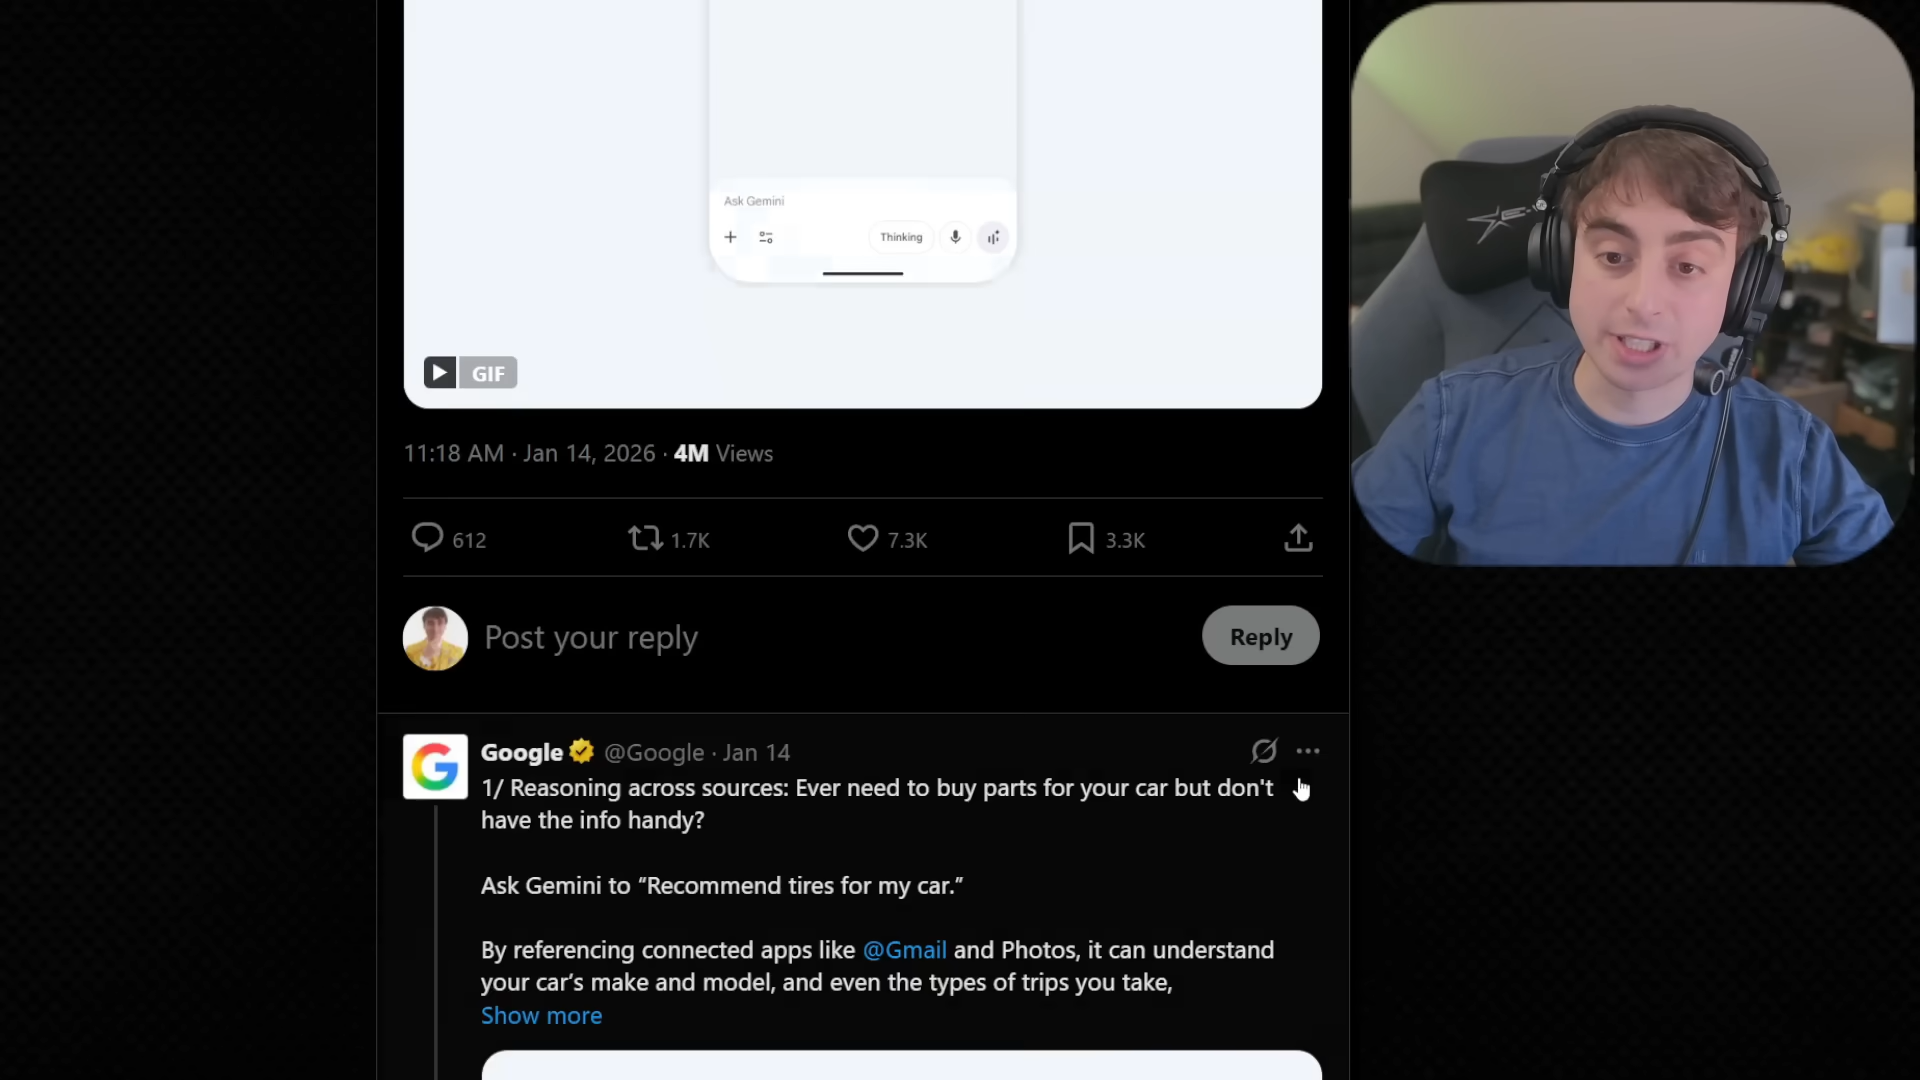 Ask Gemini
Thinking
GIF
11:18 AM · Jan 14, 2026 · 4M Views
612
1.7K
7.3K
3.3K
Post your reply
Reply
Google @Google · Jan 14
1/ Reasoning across sources: Ever need to buy parts for your car but don't
have the info handy?
Ask Gemini to “Recommend tires for my car.”
By referencing connected apps like @Gmail and Photos, it can understand
your car’s make and model, and even the types of trips you take,
Show more